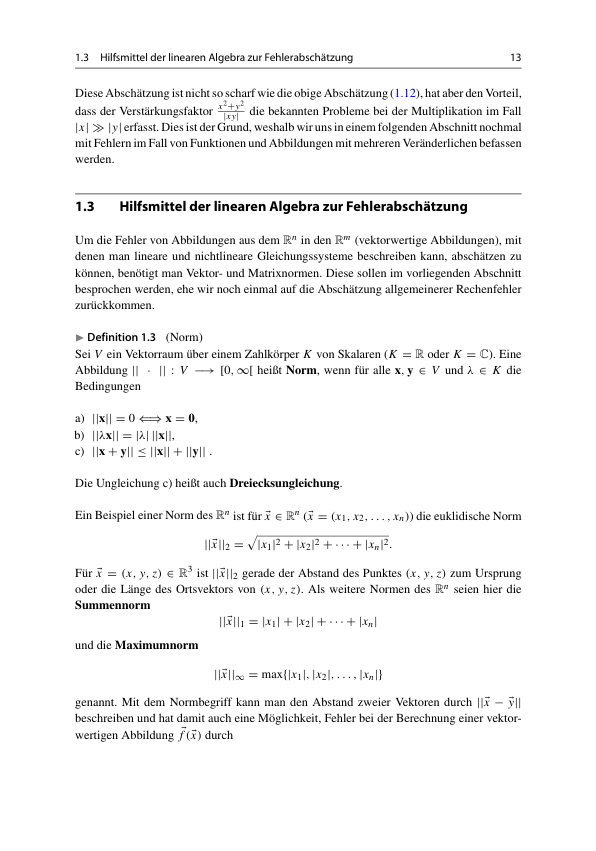 1.3 Hilfsmittel der linearen Algebra zur Fehlerabschätzung 13
Diese Abschätzung ist nicht so scharf wie die obige Abschätzung (1.12), hat aber den Vorteil,
dass der Verstärkungsfaktor \frac{x^2+y^2}{|xy|} die bekannten Probleme bei der Multiplikation im Fall
|x| ≫ |y| erfasst. Dies ist der Grund, weshalb wir uns in einem folgenden Abschnitt nochmal
mit Fehlern im Fall von Funktionen und Abbildungen mit mehreren Veränderlichen befassen
werden.
1.3 Hilfsmittel der linearen Algebra zur Fehlerabschätzung
Um die Fehler von Abbildungen aus dem ℝⁿ in den ℝᵐ (vektorwertige Abbildungen), mit
denen man lineare und nichtlineare Gleichungssysteme beschreiben kann, abschätzen zu
können, benötigt man Vektor- und Matrixnormen. Diese sollen im vorliegenden Abschnitt
besprochen werden, ehe wir noch einmal auf die Abschätzung allgemeinerer Rechenfehler
zurückkommen.
▶ Definition 1.3 (Norm)
Sei V ein Vektorraum über einem Zahlkörper K von Skalaren (K = ℝ oder K = ℂ). Eine
Abbildung || · || : V ⟶ [0, ∞[ heißt Norm, wenn für alle x, y ∈ V und λ ∈ K die
Bedingungen
a) ||x|| = 0 ⟺ x = 0,
b) ||λx|| = |λ| ||x||,
c) ||x + y|| ≤ ||x|| + ||y|| .
Die Ungleichung c) heißt auch Dreiecksungleichung.
Ein Beispiel einer Norm des ℝⁿ ist für x⃗ ∈ ℝⁿ (x⃗ = (x₁, x₂, . . . , xₙ)) die euklidische Norm
||x⃗||₂ = √(|x₁|² + |x₂|² + · · · + |xₙ|²).
Für x⃗ = (x, y, z) ∈ ℝ³ ist ||x⃗||₂ gerade der Abstand des Punktes (x, y, z) zum Ursprung
oder die Länge des Ortsvektors von (x, y, z). Als weitere Normen des ℝⁿ seien hier die
Summennorm
||x⃗||₁ = |x₁| + |x₂| + · · · + |xₙ|
und die Maximumnorm
||x⃗||∞ = max{|x₁|, |x₂|, . . . , |xₙ|}
genannt. Mit dem Normbegriff kann man den Abstand zweier Vektoren durch ||x⃗ − y⃗||
beschreiben und hat damit auch eine Möglichkeit, Fehler bei der Berechnung einer vektor-
wertigen Abbildung f⃗(x⃗) durch